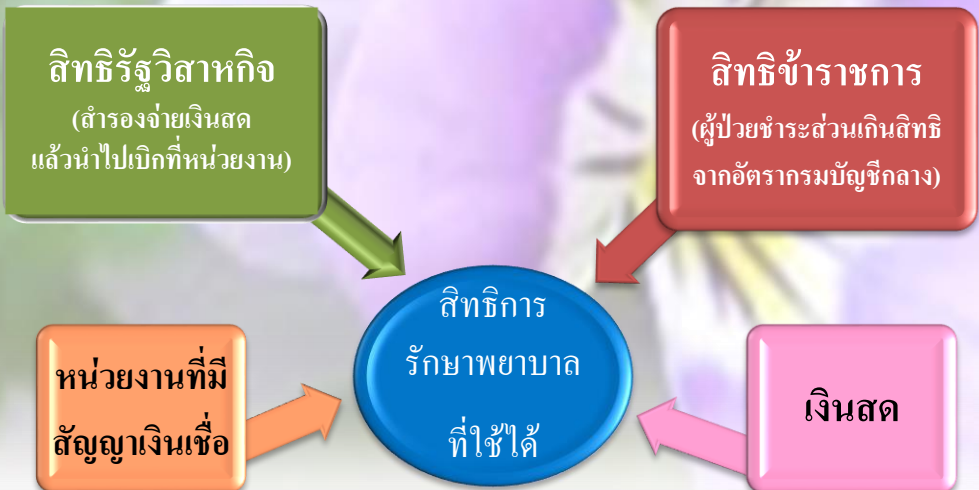 สิทธิรัฐวิสาหกิจ
(สำรองจ่ายเงินสด
แล้วนำไปเบิกที่หน่วยงาน)
สิทธิข้าราชการ
(ผู้ป่วยชำระส่วนเกินสิทธิ
จากอัตรากรมบัญชีกลาง)
สิทธิการ
รักษาพยาบาล
ที่ใช้ได้
หน่วยงานที่มี
สัญญาเงินเชื่อ
เงินสด